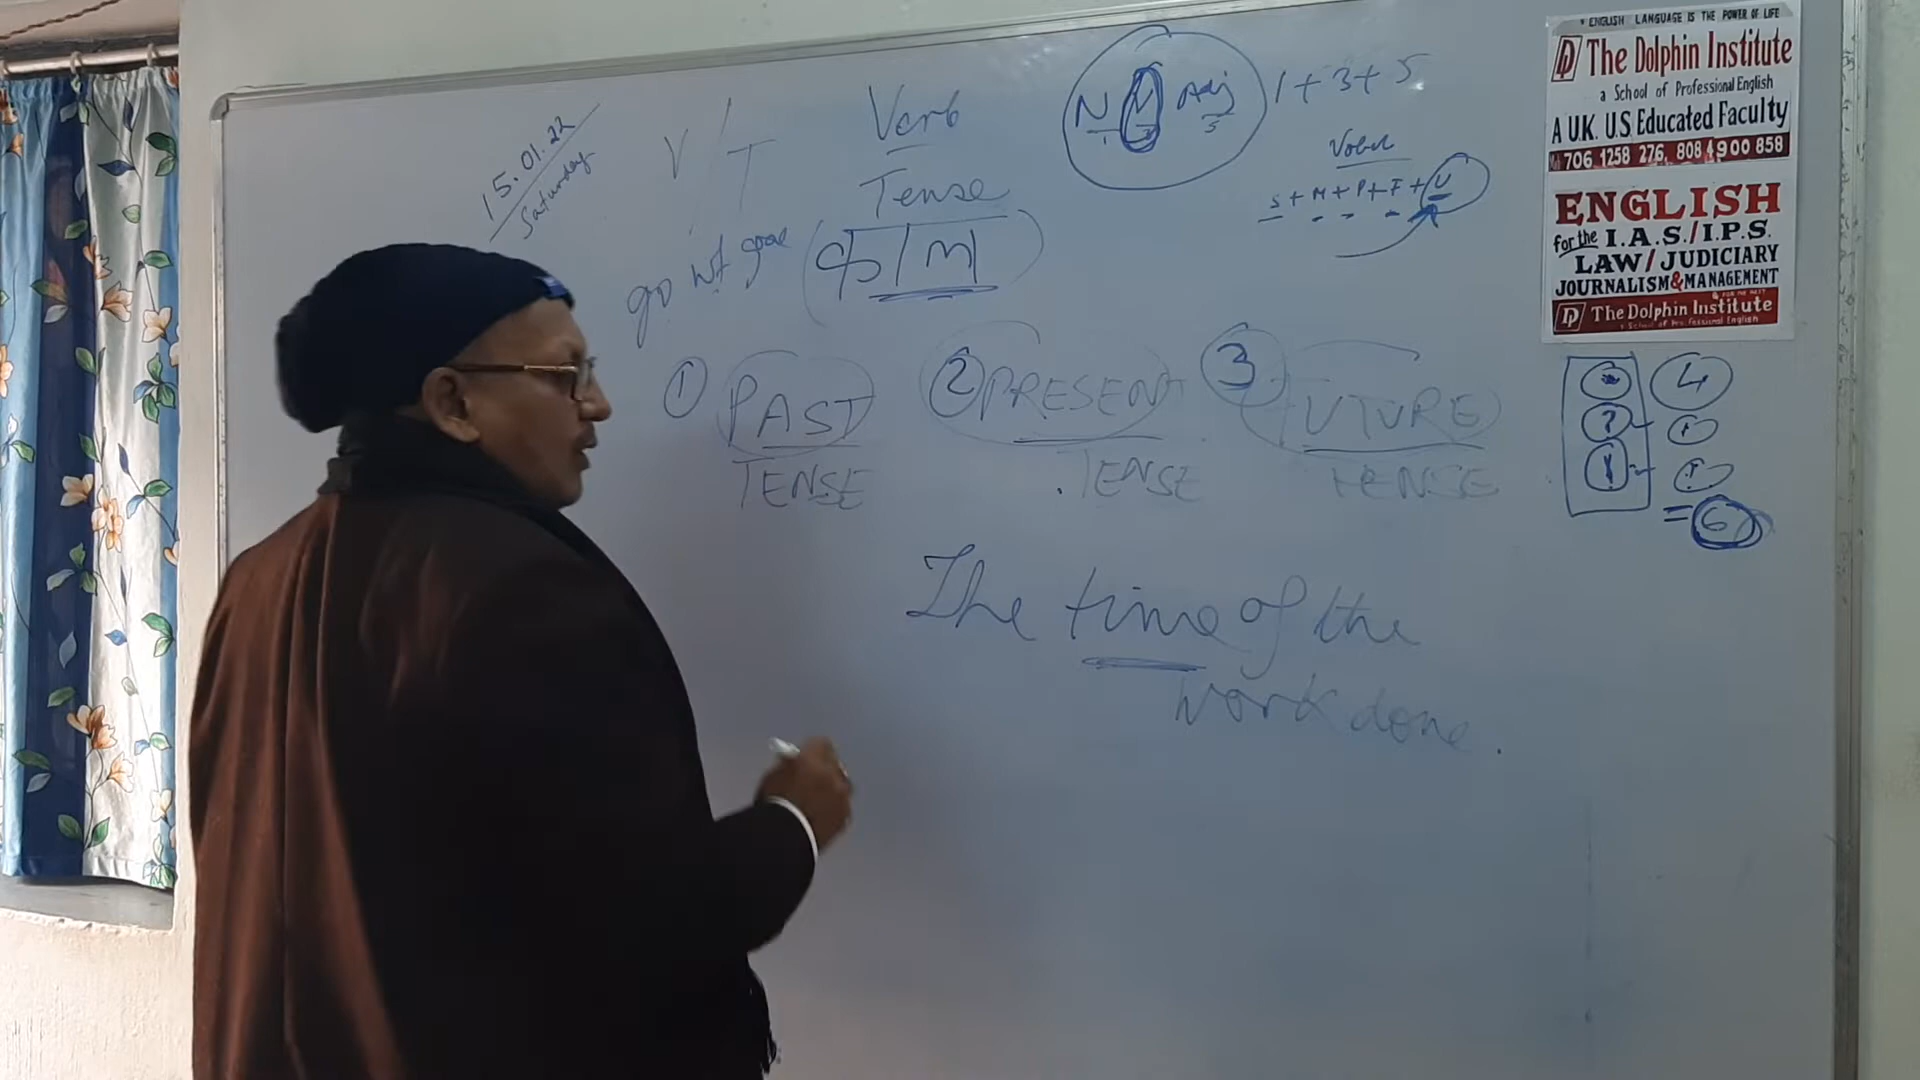 15.01.22
Saturday
V/T
Verb
Tense
go went gone
काम
N V Adj 1+3+5
1 3 5
S+M+P+F+V
① PAST
TENSE
② PRESENT
TENSE
③ FUTURE
TENSE
The time of the
work done.
ENGLISH LANGUAGE IS THE POWER OF LIFE
The Dolphin Institute
a School of Professional English
A U.K. U.S Educated Faculty
706 1258 276, 808 4900 858
ENGLISH
for the I.A.S./I.P.S.
LAW/JUDICIARY
JOURNALISM&MANAGEMENT
The Dolphin Institute
a School of Professional English
4
?
= 6